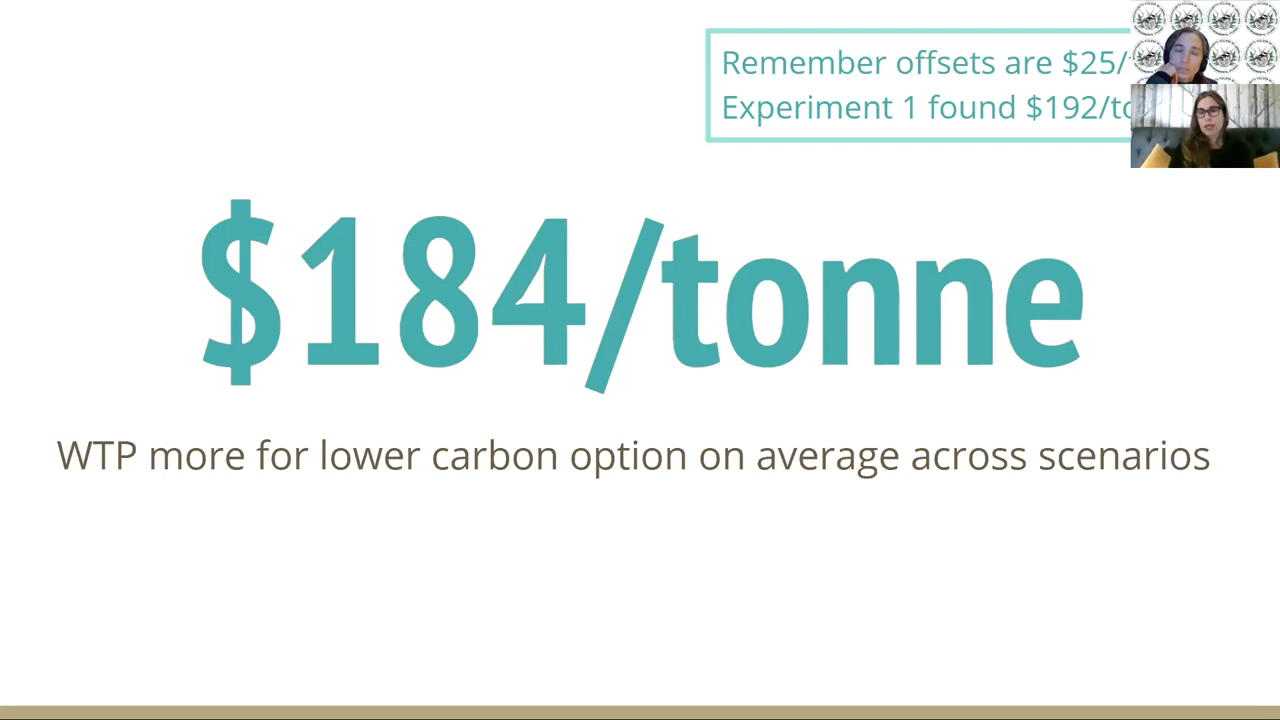 Remember offsets are $25/
Experiment 1 found $192/to
$184/tonne
WTP more for lower carbon option on average across scenarios